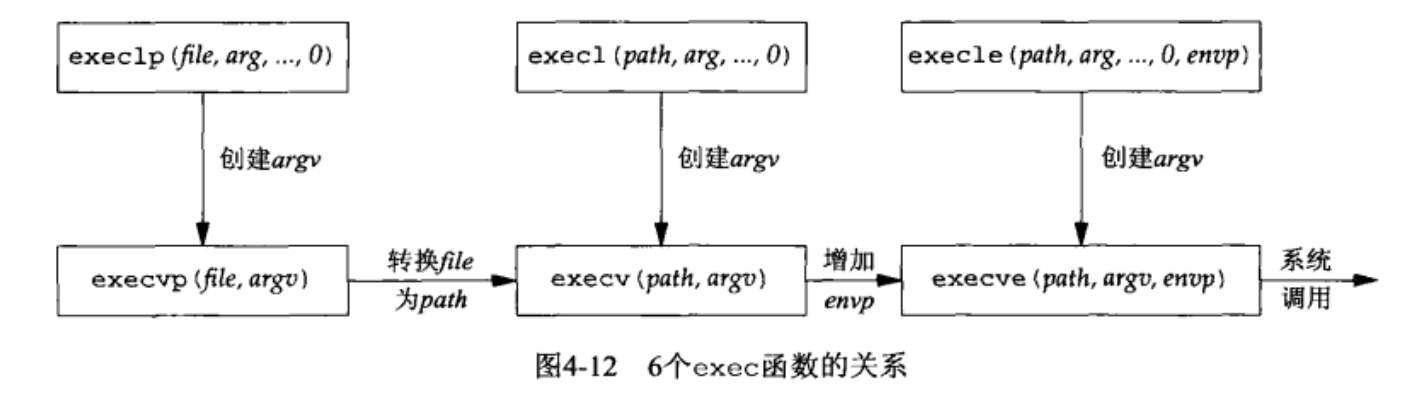 execlp(file, arg, ..., 0)
execl(path, arg, ..., 0)
execle(path, arg, ..., 0, envp)
创建argv
创建argv
创建argv
execvp(file, argv)
转换file
为path
execv(path, argv)
增加
envp
execve(path, argv, envp)
系统
调用
图4-12 6个exec函数的关系